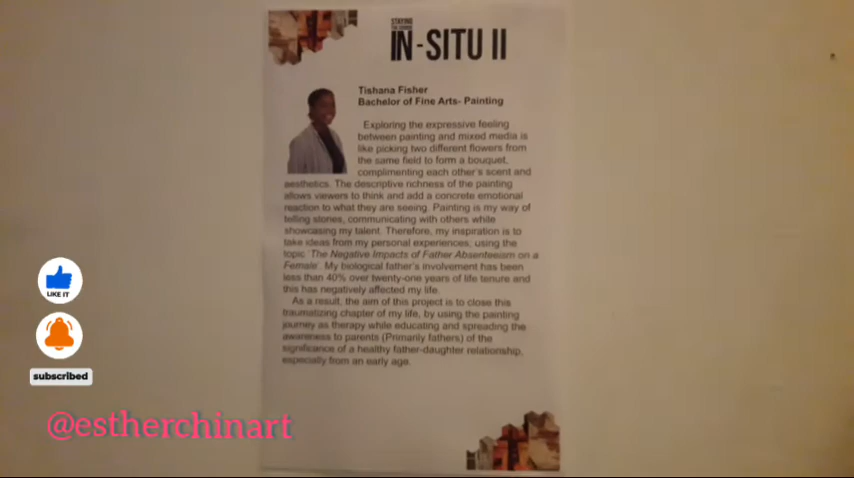 STAYING
THE COURSE
IN-SITU II
Tishana Fisher
Bachelor of Fine Arts- Painting
Exploring the expressive feeling
between painting and mixed media is
like picking two different flowers from
the same field to form a bouquet,
complimenting each other's scent and
aesthetics. The descriptive richness of the painting
allows viewers to think and add a concrete emotional
reaction to what they are seeing. Painting is my way of
telling stories, communicating with others while
showcasing my talent. Therefore, my inspiration is to
take ideas from my personal experiences, using the
topic 'The Negative Impacts of Father Absenteeism on a
Female'. My biological father's involvement has been
less than 40% over twenty-one years of life tenure and
this has negatively affected my life.
As a result, the aim of this project is to close this
traumatizing chapter of my life, by using the painting
journey as therapy while educating and spreading the
awareness to parents (Primarily fathers) of the
significance of a healthy father-daughter relationship,
especially from an early age.
LIKE IT
subscribed
@estherchinart